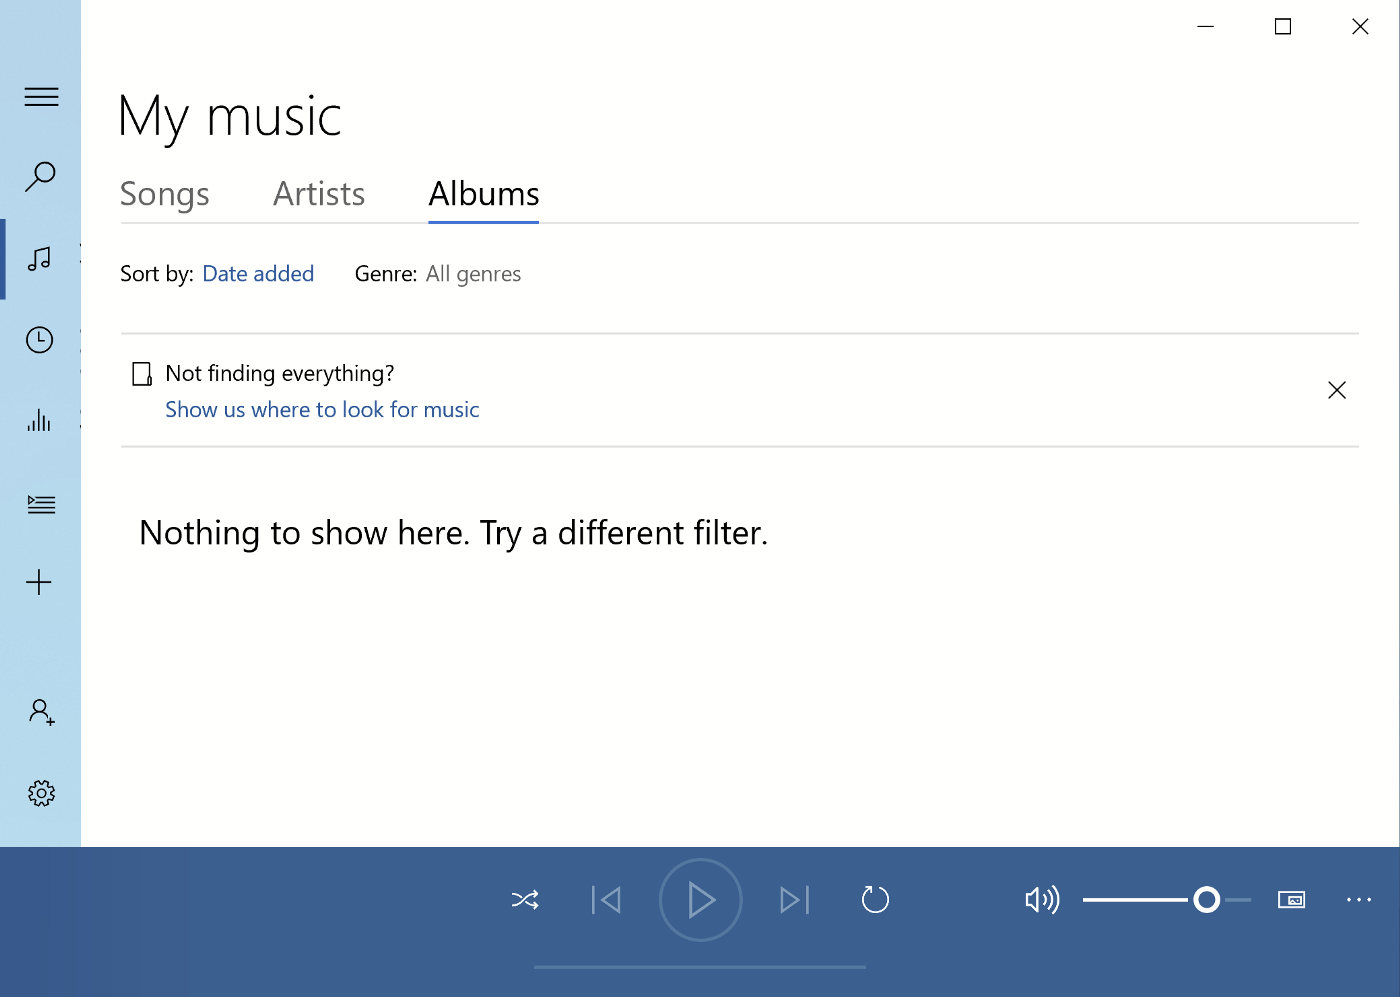 My music
Songs Artists Albums
Sort by: Date added Genre: All genres
Not finding everything?
Show us where to look for music
Nothing to show here. Try a different filter.